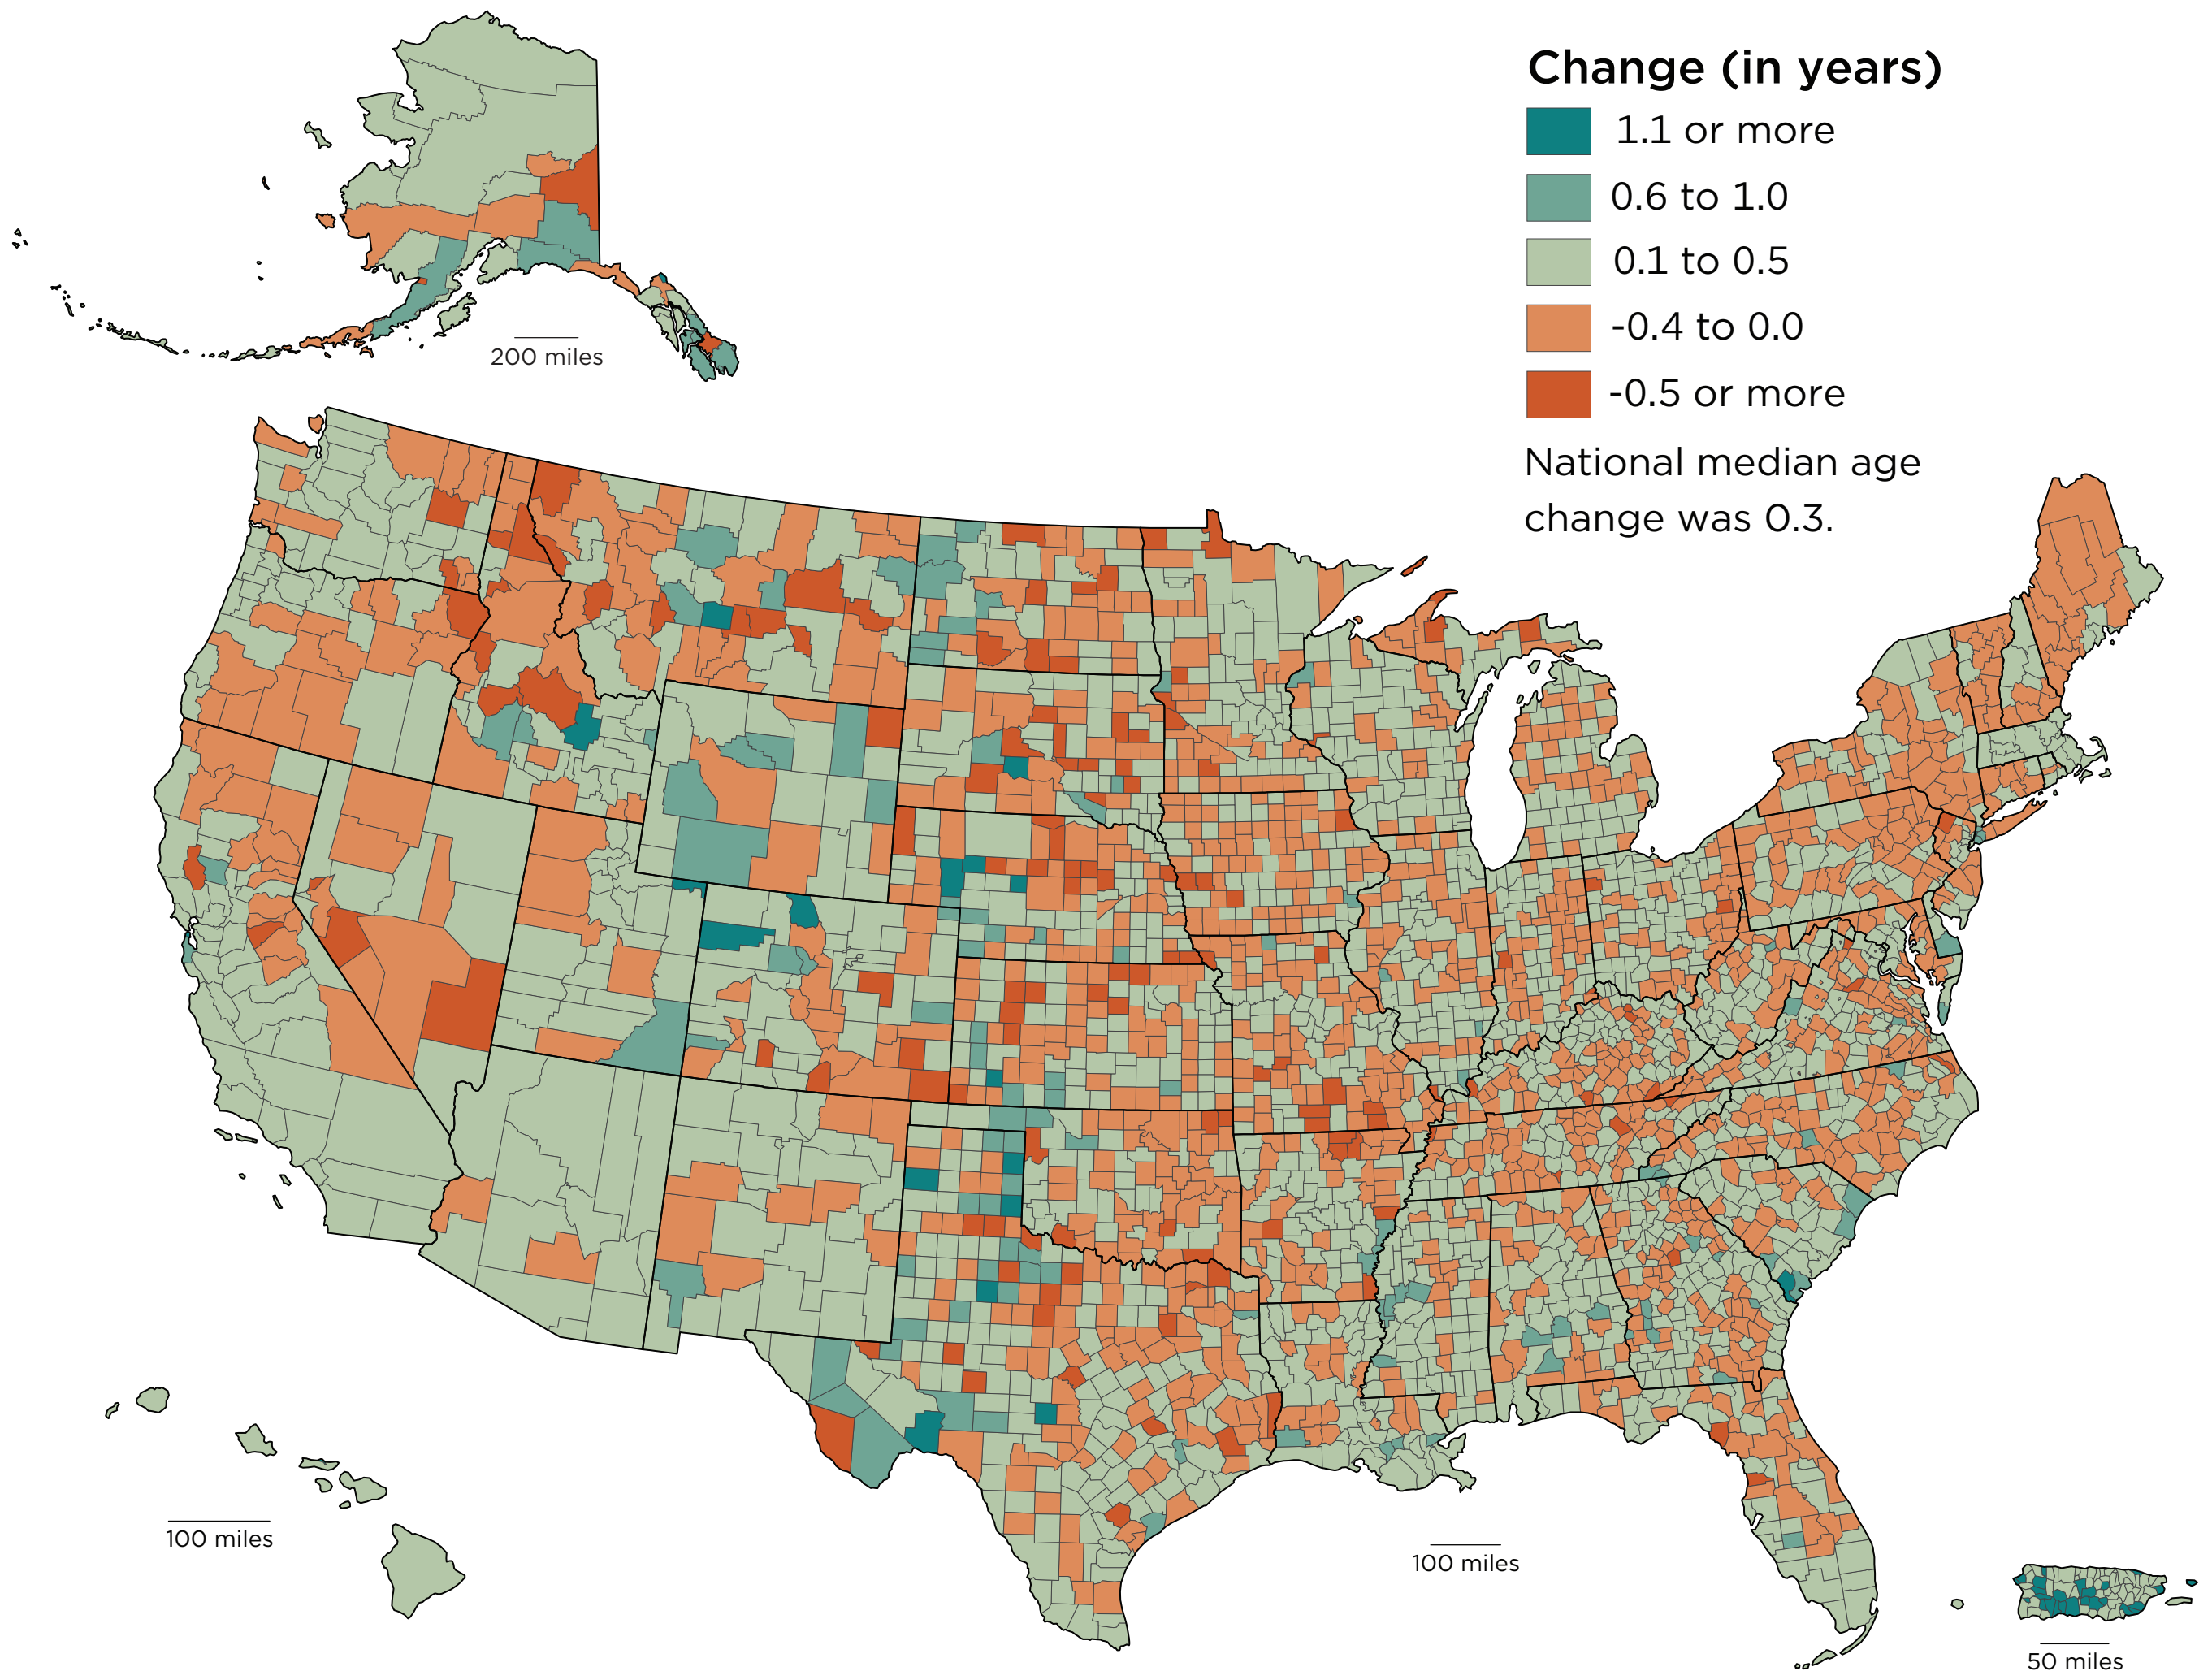 Change (in years)
1.1 or more
0.6 to 1.0
0.1 to 0.5
-0.4 to 0.0
-0.5 or more
National median age
change was 0.3.
200 miles
100 miles
100 miles
50 miles